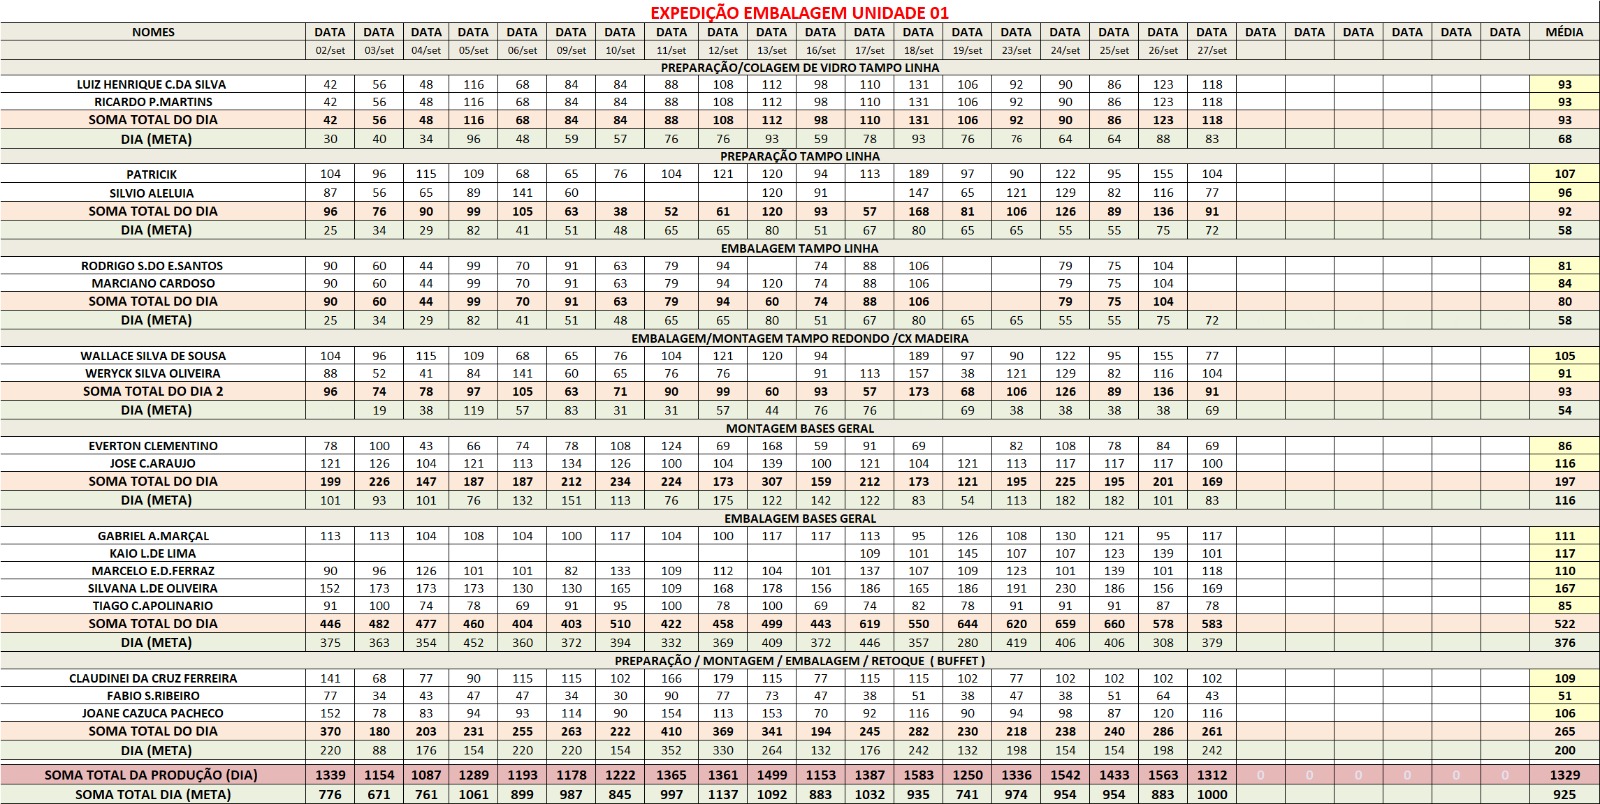 EXPEDIÇÃO EMBALAGEM UNIDADE 01
NOMES DATA DATA DATA DATA DATA DATA DATA DATA DATA DATA DATA DATA DATA DATA DATA DATA DATA DATA DATA DATA DATA DATA DATA DATA DATA MÉDIA
02/set 03/set 04/set 05/set 06/set 09/set 10/set 11/set 12/set 13/set 16/set 17/set 18/set 19/set 23/set 24/set 25/set 26/set 27/set
PREPARAÇÃO/COLAGEM DE VIDRO TAMPO LINHA
LUIZ HENRIQUE C.DA SILVA 42 56 48 116 68 84 84 88 108 112 98 110 131 106 92 90 86 123 118 93
RICARDO P.MARTINS 42 56 48 116 68 84 84 88 108 112 98 110 131 106 92 90 86 123 118 93
SOMA TOTAL DO DIA 42 56 48 116 68 84 84 88 108 112 98 110 131 106 92 90 86 123 118 93
DIA (META) 30 40 34 96 48 59 57 76 76 93 59 78 93 76 76 64 64 88 83 68
PREPARAÇÃO TAMPO LINHA
PATRICIK 104 96 115 109 68 65 76 104 121 120 94 113 189 97 90 122 95 155 104 107
SILVIO ALELUIA 87 56 65 89 141 60 120 91 147 65 121 129 82 116 77 96
SOMA TOTAL DO DIA 96 76 90 99 105 63 38 52 61 120 93 57 168 81 106 126 89 136 91 92
DIA (META) 25 34 29 82 41 51 48 65 65 80 51 67 80 65 65 55 55 75 72 58
EMBALAGEM TAMPO LINHA
RODRIGO S.DO E.SANTOS 90 60 44 99 70 91 63 79 94 74 88 106 79 75 104 81
MARCIANO CARDOSO 90 60 44 99 70 91 63 79 94 120 74 88 106 79 75 104 84
SOMA TOTAL DO DIA 90 60 44 99 70 91 63 79 94 60 74 88 106 79 75 104 80
DIA (META) 25 34 29 82 41 51 48 65 65 80 51 67 80 65 65 55 55 75 72 58
EMBALAGEM/MONTAGEM TAMPO REDONDO /CX MADEIRA
WALLACE SILVA DE SOUSA 104 96 115 109 68 65 76 104 121 120 94 189 97 90 122 95 155 77 105
WERYCK SILVA OLIVEIRA 88 52 41 84 141 60 65 76 76 91 113 157 38 121 129 82 116 104 91
SOMA TOTAL DO DIA 2 96 74 78 97 105 63 71 90 99 60 93 57 173 68 106 126 89 136 91 93
DIA (META) 19 38 119 57 83 31 31 57 44 76 76 69 38 38 38 38 69 54
MONTAGEM BASES GERAL
EVERTON CLEMENTINO 78 100 43 66 74 78 108 124 69 168 59 91 69 82 108 78 84 69 86
JOSE C.ARAUJO 121 126 104 121 113 134 126 100 104 139 100 121 104 121 113 117 117 117 100 116
SOMA TOTAL DO DIA 199 226 147 187 187 212 234 224 173 307 159 212 173 121 195 225 195 201 169 197
DIA (META) 101 93 101 76 132 151 113 76 175 122 142 122 83 54 113 182 182 101 83 116
EMBALAGEM BASES GERAL
GABRIEL A.MARÇAL 113 113 104 108 104 100 117 104 100 117 117 113 95 126 108 130 121 95 117 111
KAIO L.DE LIMA 109 101 145 107 107 123 139 101 117
MARCELO E.D.FERRAZ 90 96 126 101 101 82 133 109 112 104 101 137 107 109 123 101 139 101 118 110
SILVANA L.DE OLIVEIRA 152 173 173 173 130 130 165 109 168 178 156 186 165 186 191 230 186 156 169 167
TIAGO C.APOLINARIO 91 100 74 78 69 91 95 100 78 100 69 74 82 78 91 91 91 87 78 85
SOMA TOTAL DO DIA 446 482 477 460 404 403 510 422 458 499 443 619 550 644 620 659 660 578 583 522
DIA (META) 375 363 354 452 360 372 394 332 369 409 372 446 357 280 419 406 406 308 379 376
PREPARAÇÃO / MONTAGEM / EMBALAGEM / RETOQUE ( BUFFET )
CLAUDINEI DA CRUZ FERREIRA 141 68 77 90 115 115 102 166 179 115 77 115 115 102 77 102 102 102 102 109
FABIO S.RIBEIRO 77 34 43 47 47 34 30 90 77 73 47 38 51 38 47 38 51 64 43 51
JOANE CAZUCA PACHECO 152 78 83 94 93 114 90 154 113 153 70 92 116 90 94 98 87 120 116 106
SOMA TOTAL DO DIA 370 180 203 231 255 263 222 410 369 341 194 245 282 230 218 238 240 286 261 265
DIA (META) 220 88 176 154 220 220 154 352 330 264 132 176 242 132 198 154 154 198 242 200
SOMA TOTAL DA PRODUÇÃO (DIA) 1339 1154 1087 1289 1193 1178 1222 1365 1361 1499 1153 1387 1583 1250 1336 1542 1433 1563 1312 0 0 0 0 0 0 1329
SOMA TOTAL DIA (META) 776 671 761 1061 899 987 845 997 1137 1092 883 1032 935 741 974 954 954 883 1000 925